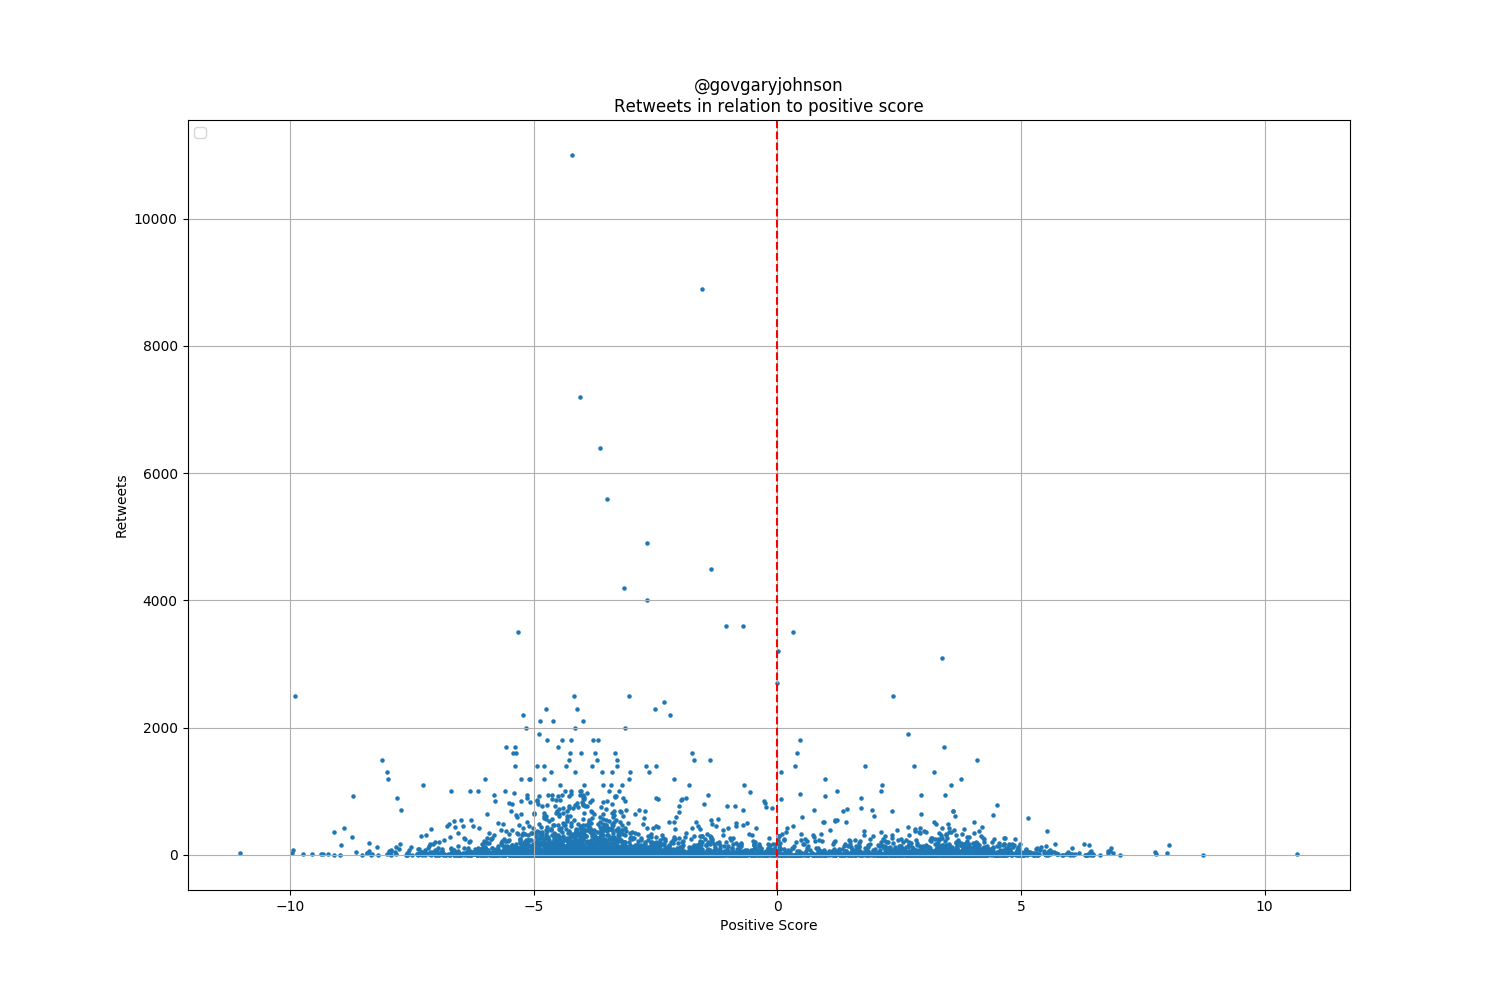 @govgaryjohnson
Retweets in relation to positive score
10000
8000
6000
4000
2000
0
Retweets
−10
−5
0
5
10
Positive Score